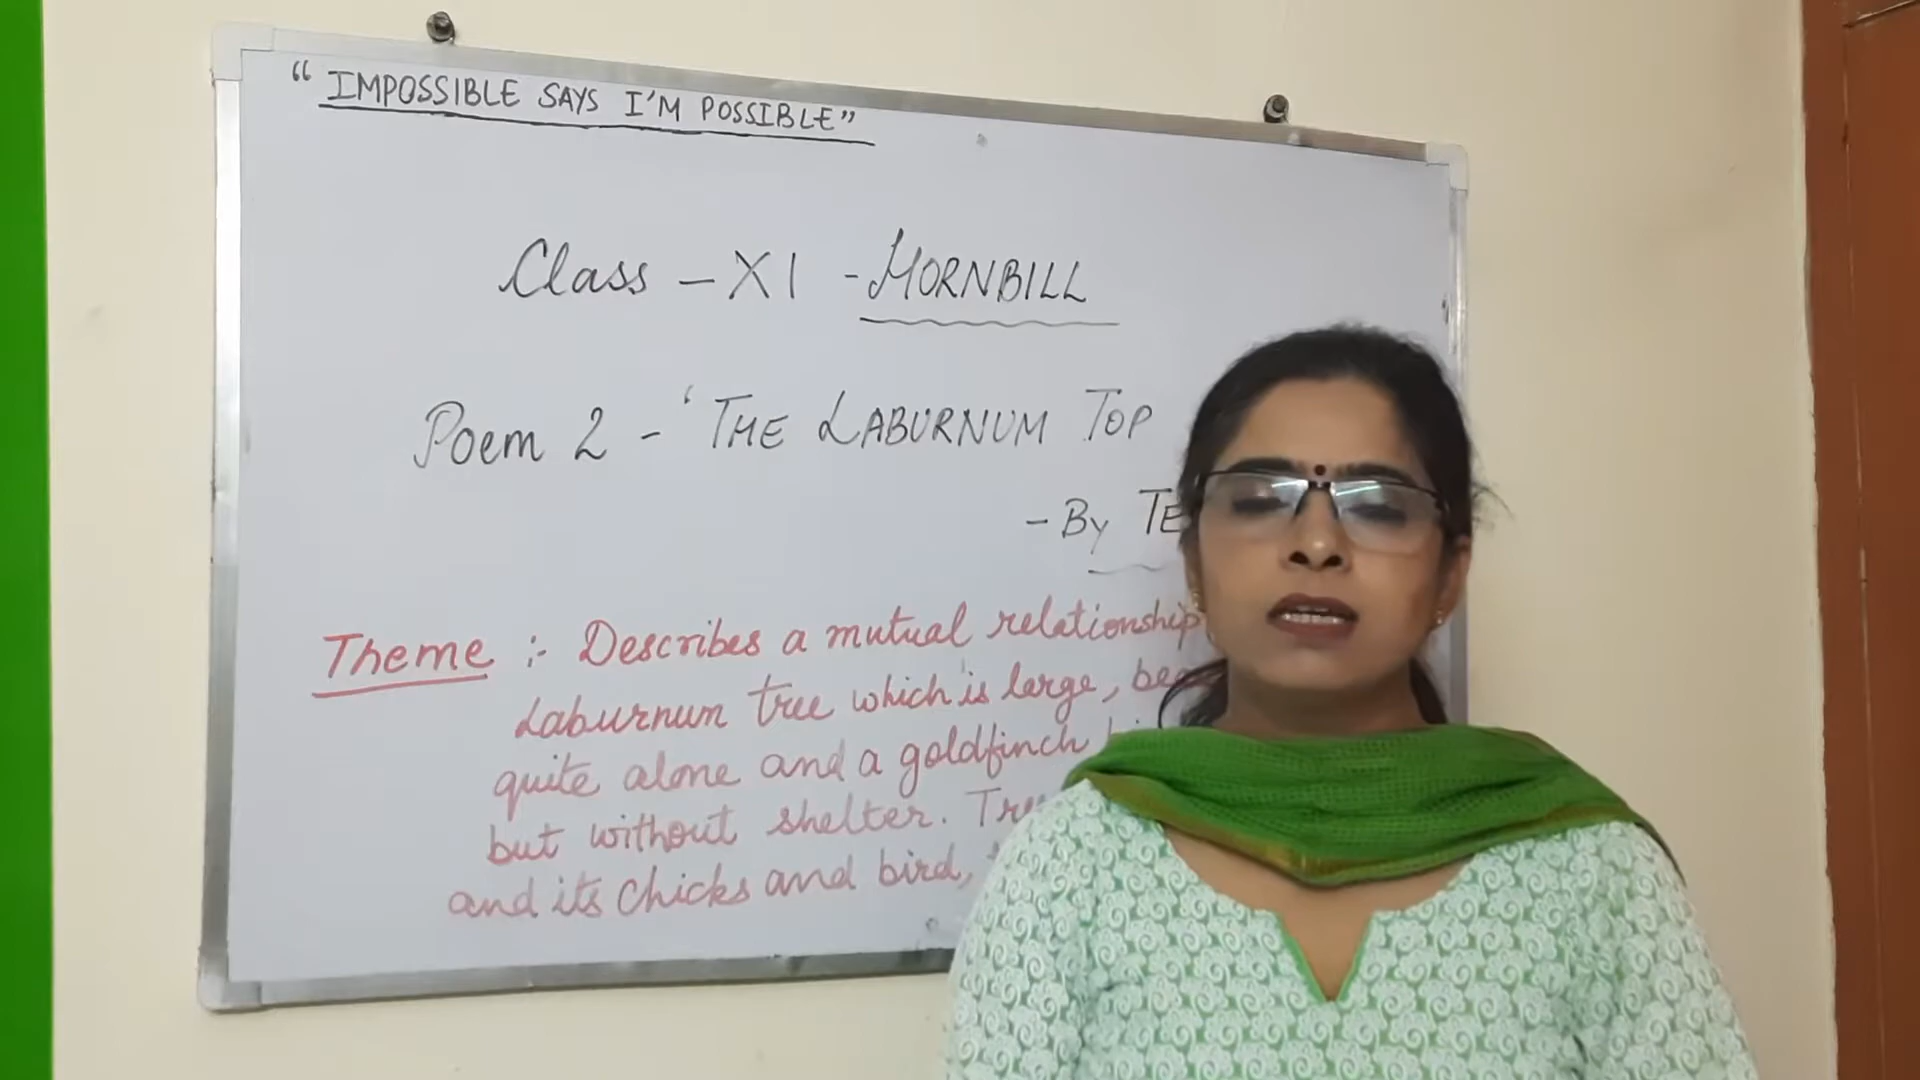 “IMPOSSIBLE SAYS I'M POSSIBLE”
Class – XI - HORNBILL
Poem 2 - ‘THE LABURNUM TOP
- By
Theme :- Describes a mutual relationship
Laburnum tree which is large,
quite alone and a goldfinch
but without shelter.
and its chicks and bird,